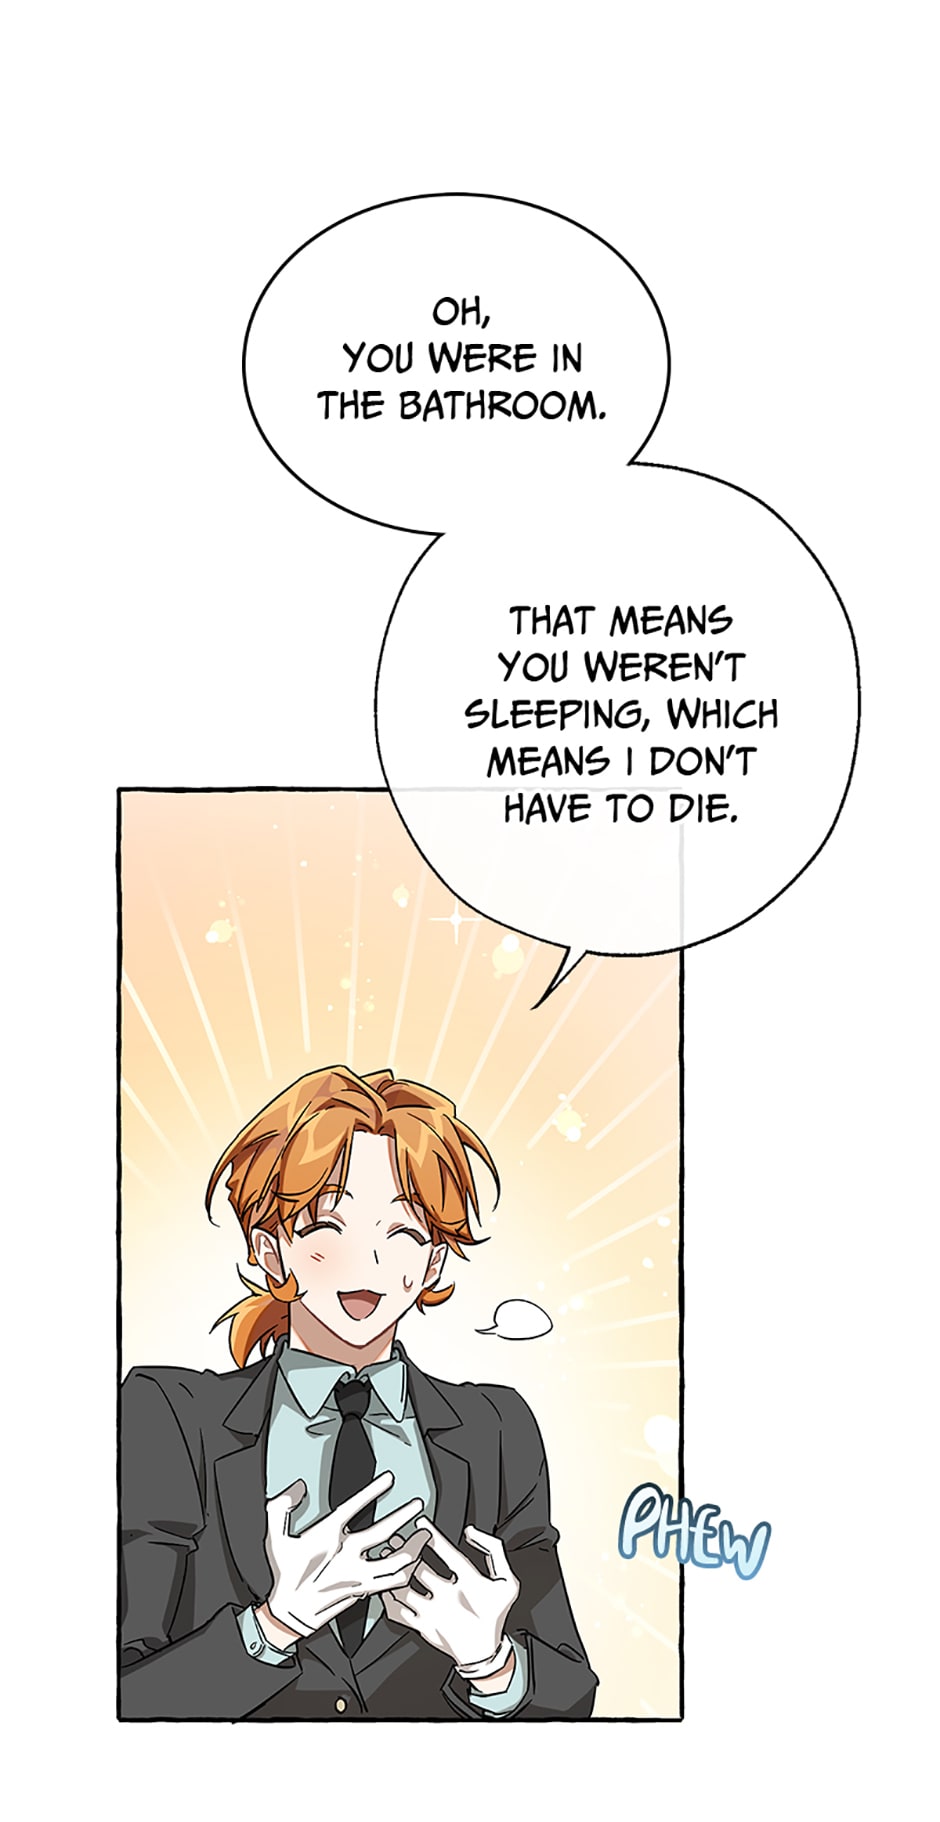 OH,
YOU WERE IN
THE BATHROOM.
THAT MEANS
YOU WEREN'T
SLEEPING, WHICH
MEANS I DON'T
HAVE TO DIE.
PHEW